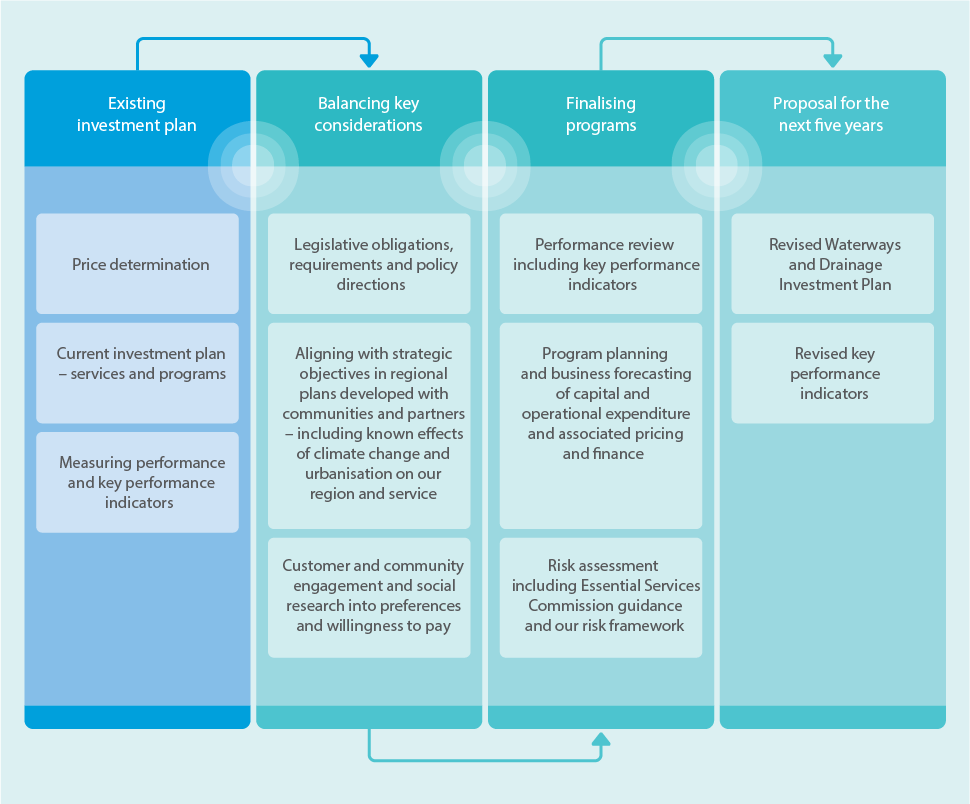 Existing
investment plan
Balancing key
considerations
Finalising
programs
Proposal for the
next five years
Price determination
Current investment plan
– services and programs
Measuring performance
and key performance
indicators
Legislative obligations,
requirements and policy
directions
Aligning with strategic
objectives in regional
plans developed with
communities and partners
– including known effects
of climate change and
urbanisation on our
region and service
Customer and community
engagement and social
research into preferences
and willingness to pay
Performance review
including key performance
indicators
Program planning
and business forecasting
of capital and
operational expenditure
and associated pricing
and finance
Risk assessment
including Essential Services
Commission guidance
and our risk framework
Revised Waterways
and Drainage
Investment Plan
Revised key
performance
indicators